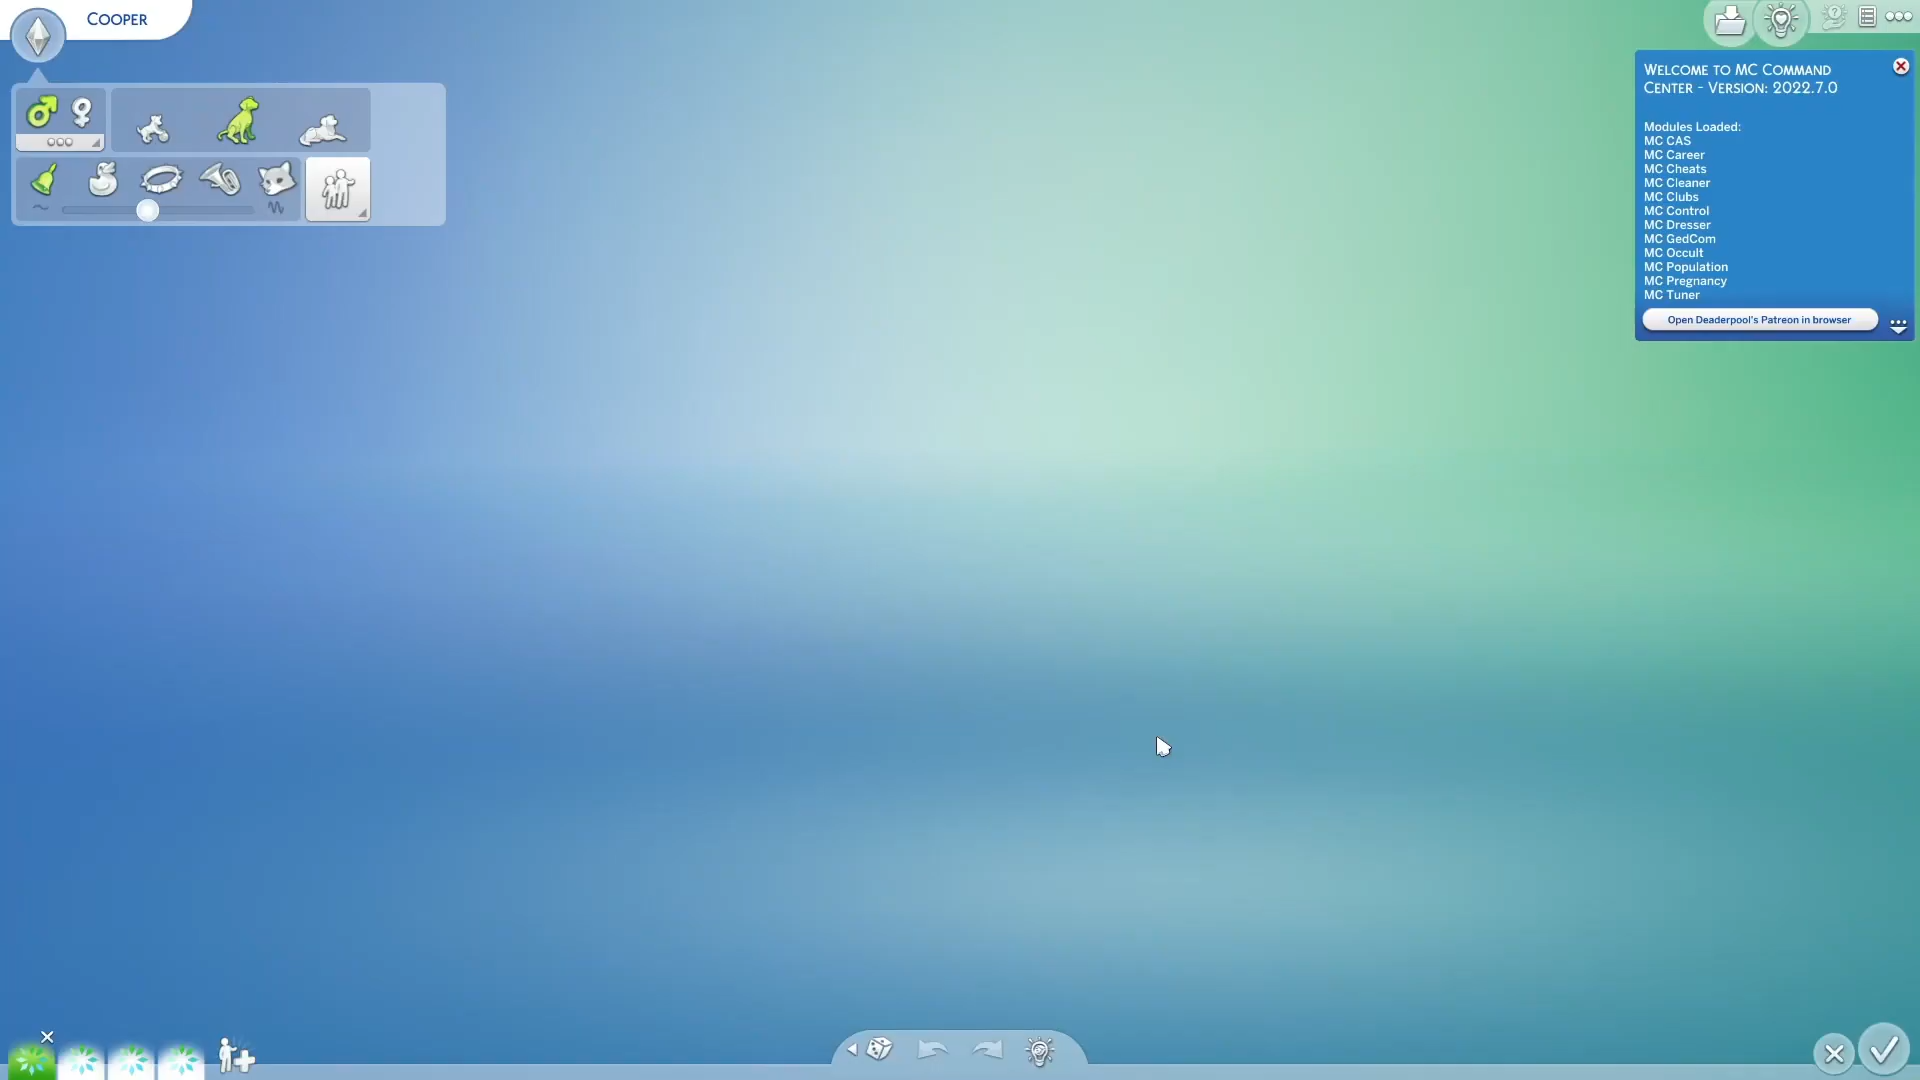 Cooper
Welcome to MC Command
Center - Version: 2022.7.0
Modules Loaded:
MC CAS
MC Career
MC Cheats
MC Cleaner
MC Clubs
MC Control
MC Dresser
MC GedCom
MC Occult
MC Population
MC Pregnancy
MC Tuner
Open Deaderpool's Patreon in browser